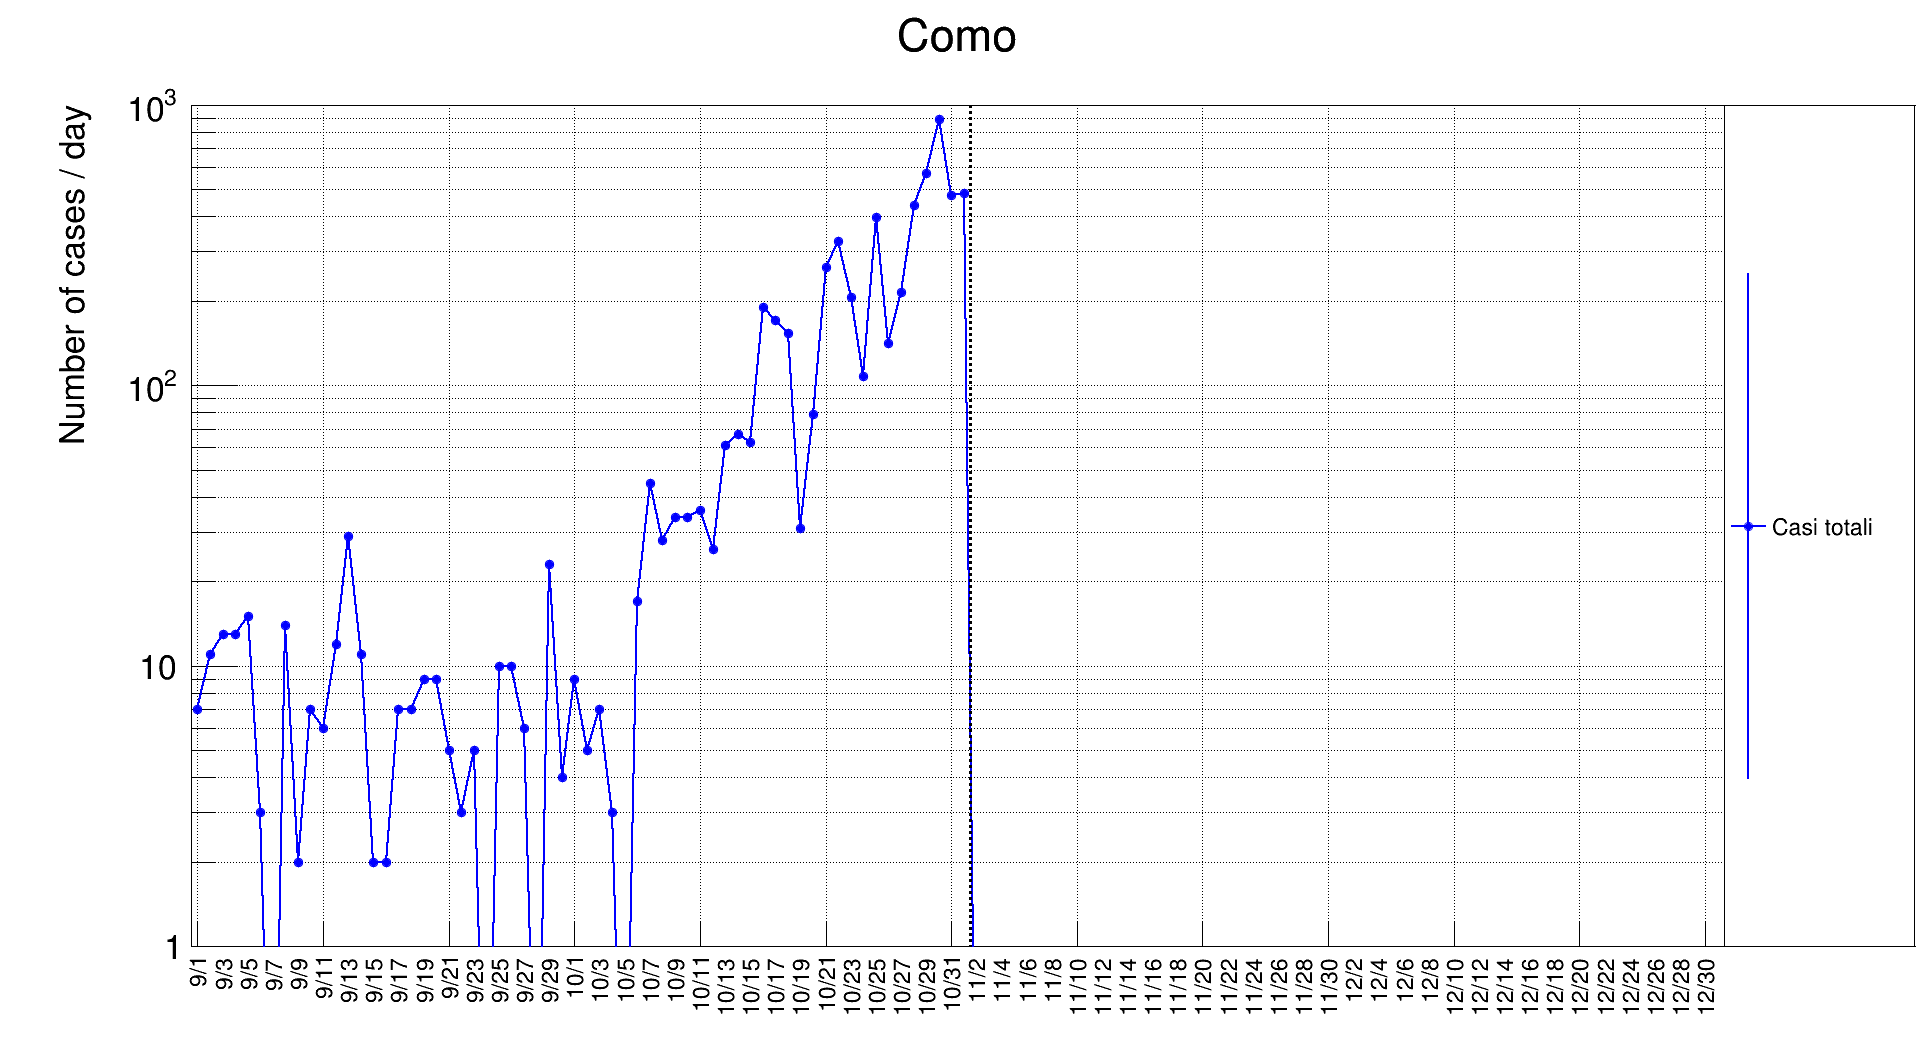 Como
Number of cases / day
10³
10²
10
1
9/1 9/3 9/5 9/7 9/9 9/11 9/13 9/15 9/17 9/19 9/21 9/23 9/25 9/27 9/29 10/1 10/3 10/5 10/7 10/9 10/11 10/13 10/15 10/17 10/19 10/21 10/23 10/25 10/27 10/29 10/31 11/2 11/4 11/6 11/8 11/10 11/12 11/14 11/16 11/18 11/20 11/22 11/24 11/26 11/28 11/30 12/2 12/4 12/6 12/8 12/10 12/12 12/14 12/16 12/18 12/20 12/22 12/24 12/26 12/28 12/30
Casi totali